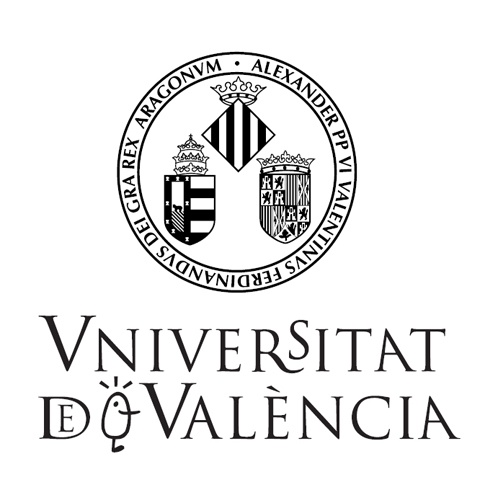 ALEXANDER PP VI VALENTINVS FERDINANDVS DEI GRA REX ARAGONVM ·
VNIVERSITAT
DE VALÈNCIA